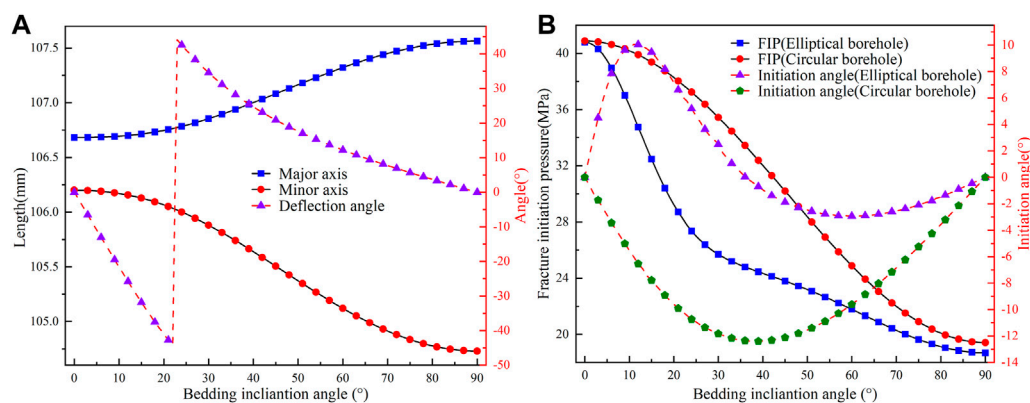 A
107.5
107.0
106.5
106.0
105.5
105.0
Length(mm)
Major axis
Minor axis
Deflection angle
40
30
20
10
0
-10
-20
-30
-40
-50
Angle(°)
0 10 20 30 40 50 60 70 80 90
Bedding incliantion angle (°)
B
40
36
32
28
24
20
Fracture initiation pressure(MPa)
FIP(Elliptical borehole)
FIP(Circular borehole)
Initiation angle(Elliptical borehole)
Initiation angle(Circular borehole)
10
8
6
4
2
0
-2
-4
-6
-8
-10
-12
-14
Initiation angle(°)
0 10 20 30 40 50 60 70 80 90
Bedding incliantion angle (°)